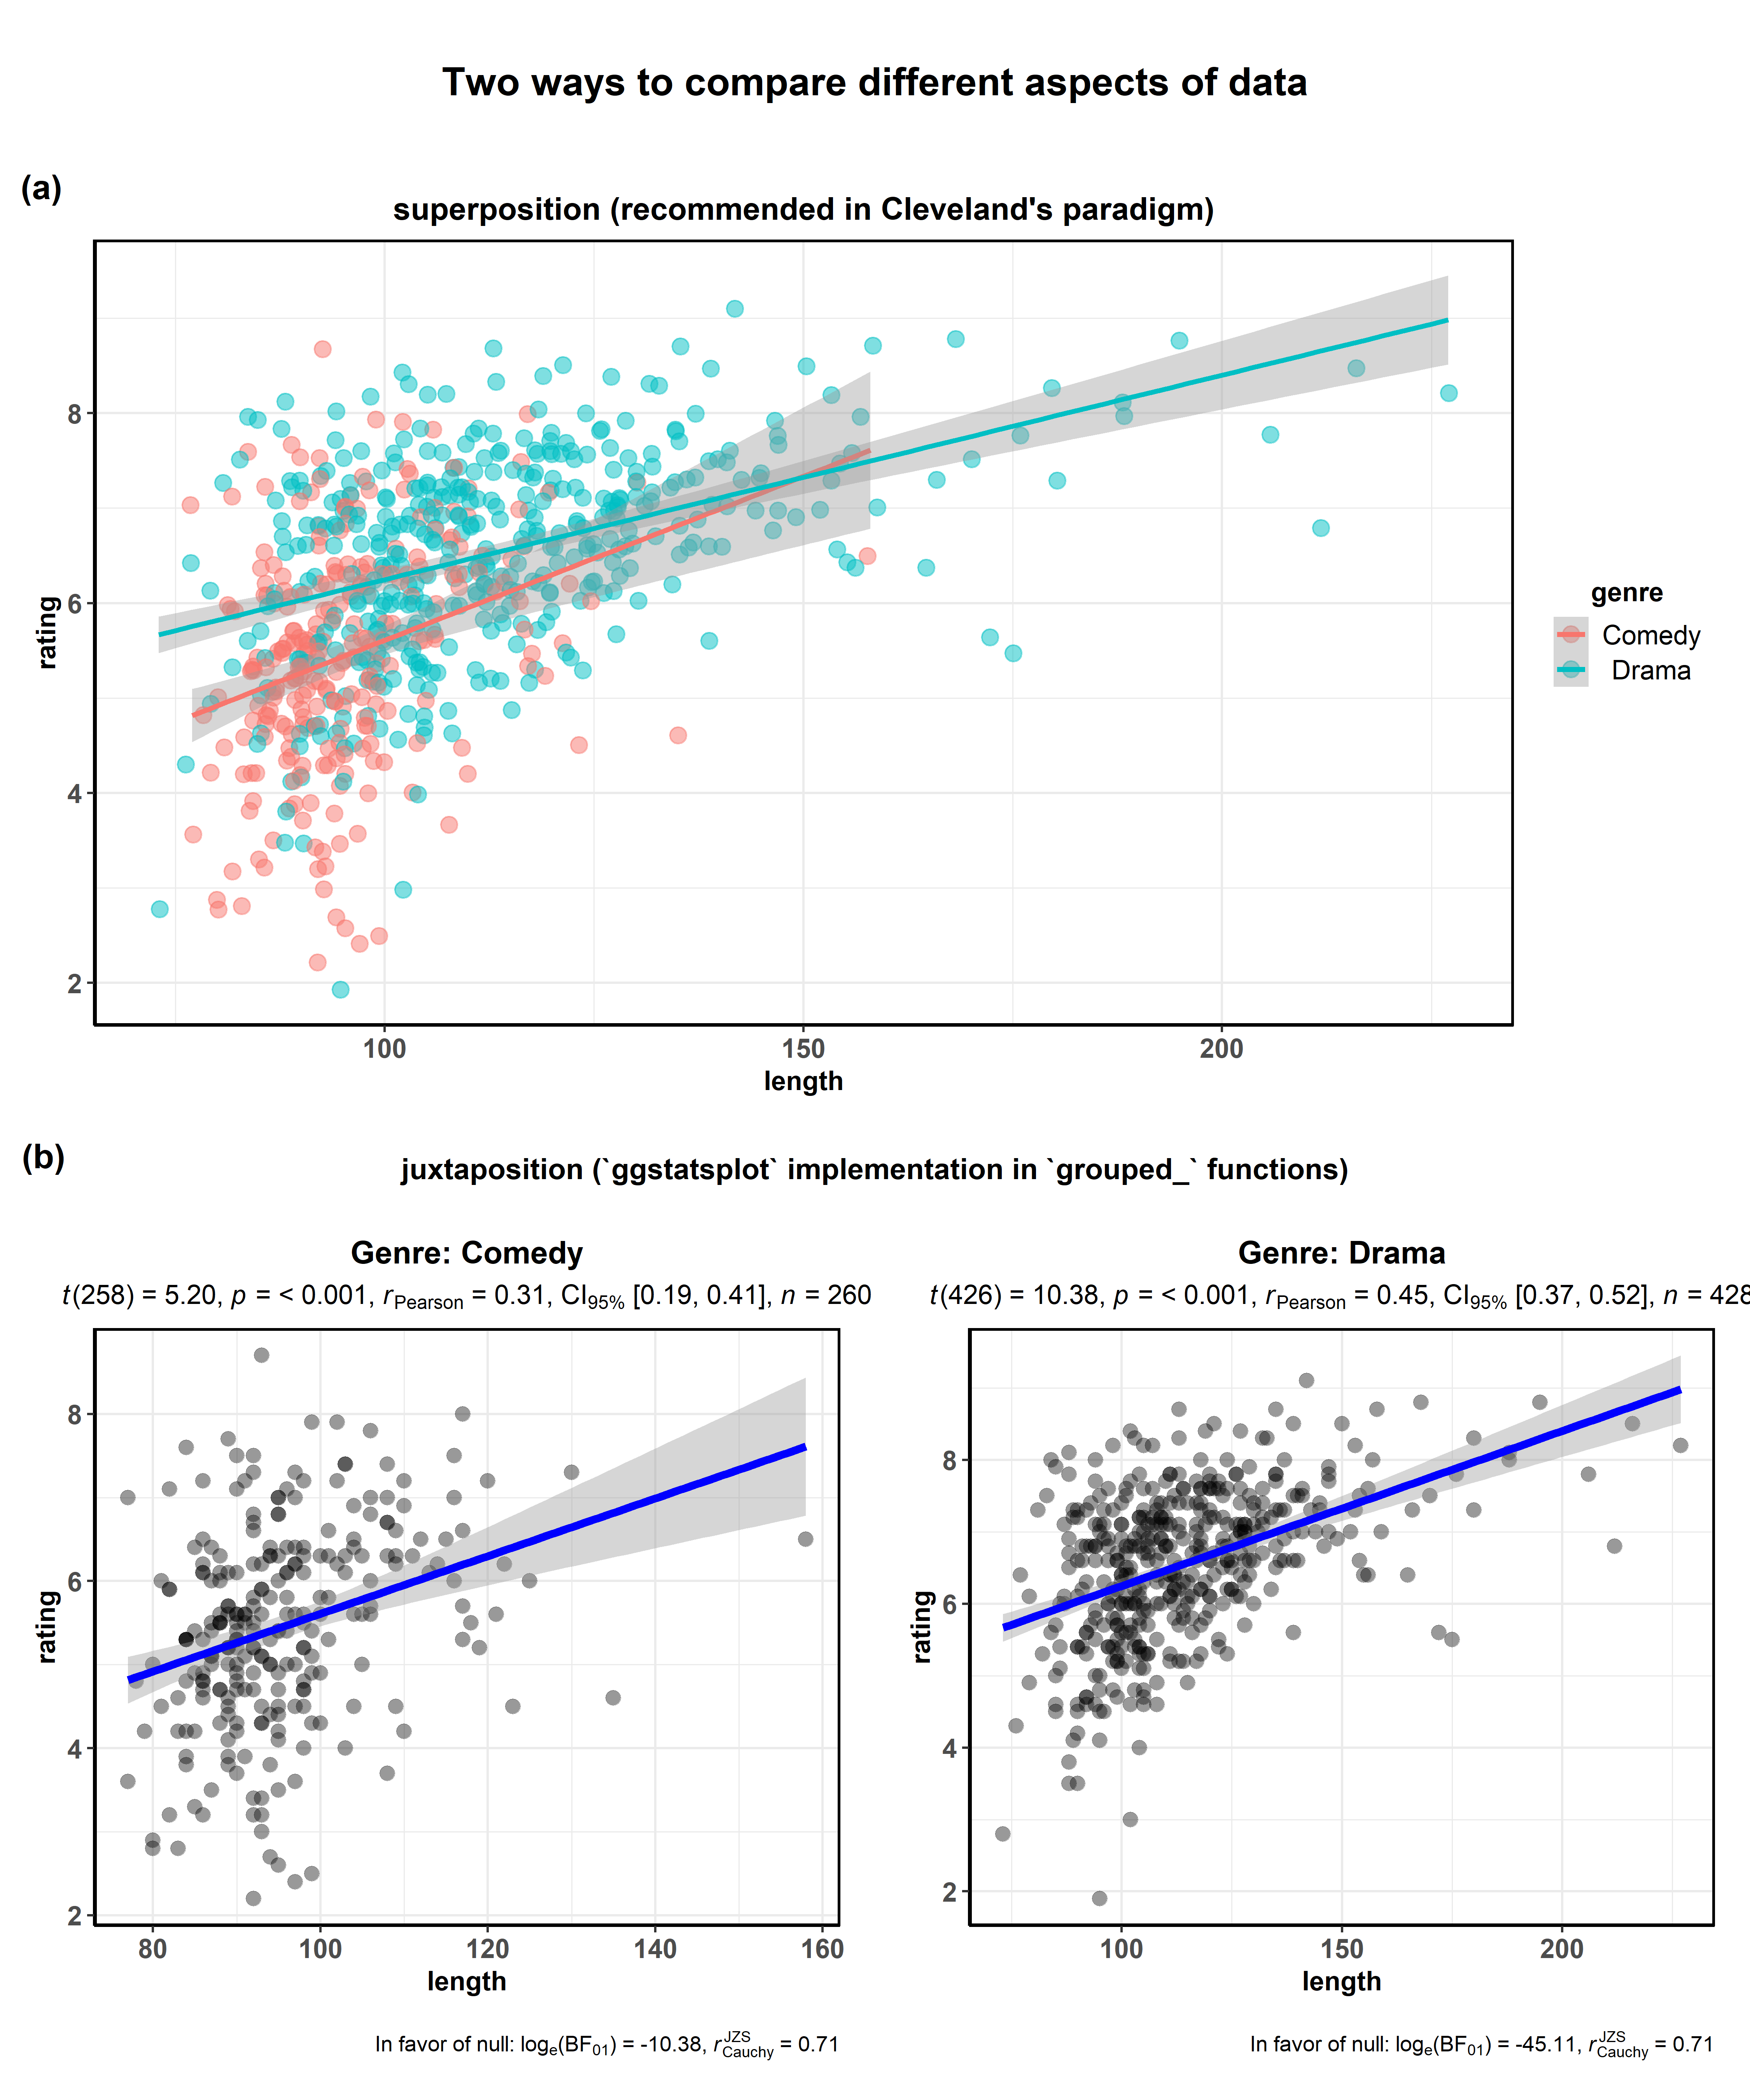 Two ways to compare different aspects of data
(a)
superposition (recommended in Cleveland's paradigm)
8
6
4
2
rating
100 150 200
length
genre
Comedy
Drama
(b)
juxtaposition (`ggstatsplot` implementation in `grouped_` functions)
Genre: Comedy
t(258) = 5.20, p = < 0.001, rPearson = 0.31, CI95% [0.19, 0.41], n = 260
8
6
4
2
rating
80 100 120 140 160
length
In favor of null: loge(BF01) = -10.38, rJZSCauchy = 0.71
Genre: Drama
t(426) = 10.38, p = < 0.001, rPearson = 0.45, CI95% [0.37, 0.52], n = 428
8
6
4
2
rating
100 150 200
length
In favor of null: loge(BF01) = -45.11, rJZSCauchy = 0.71